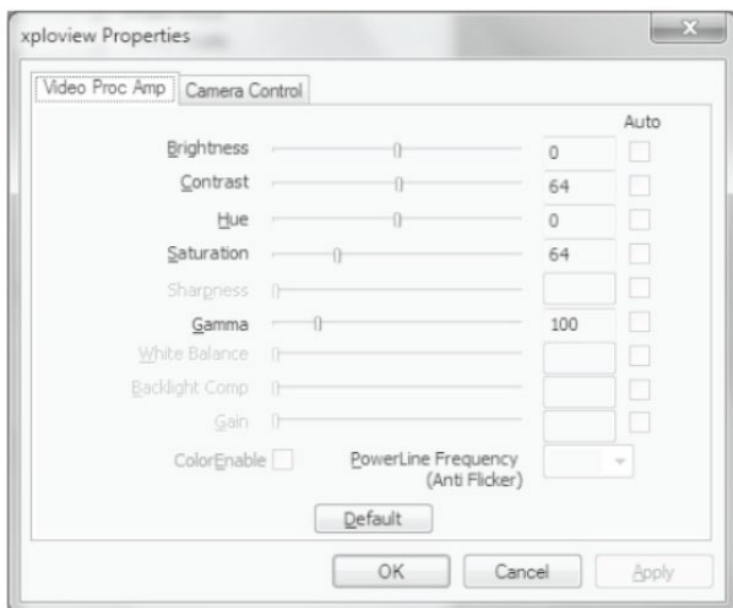 xploview Properties
Video Proc Amp Camera Control
Auto
Brightness 0
Contrast 64
Hue 0
Saturation 64
Sharpness
Gamma 100
White Balance
Backlight Comp
Gain
ColorEnable PowerLine Frequency
(Anti Flicker)
Default
OK Cancel Apply